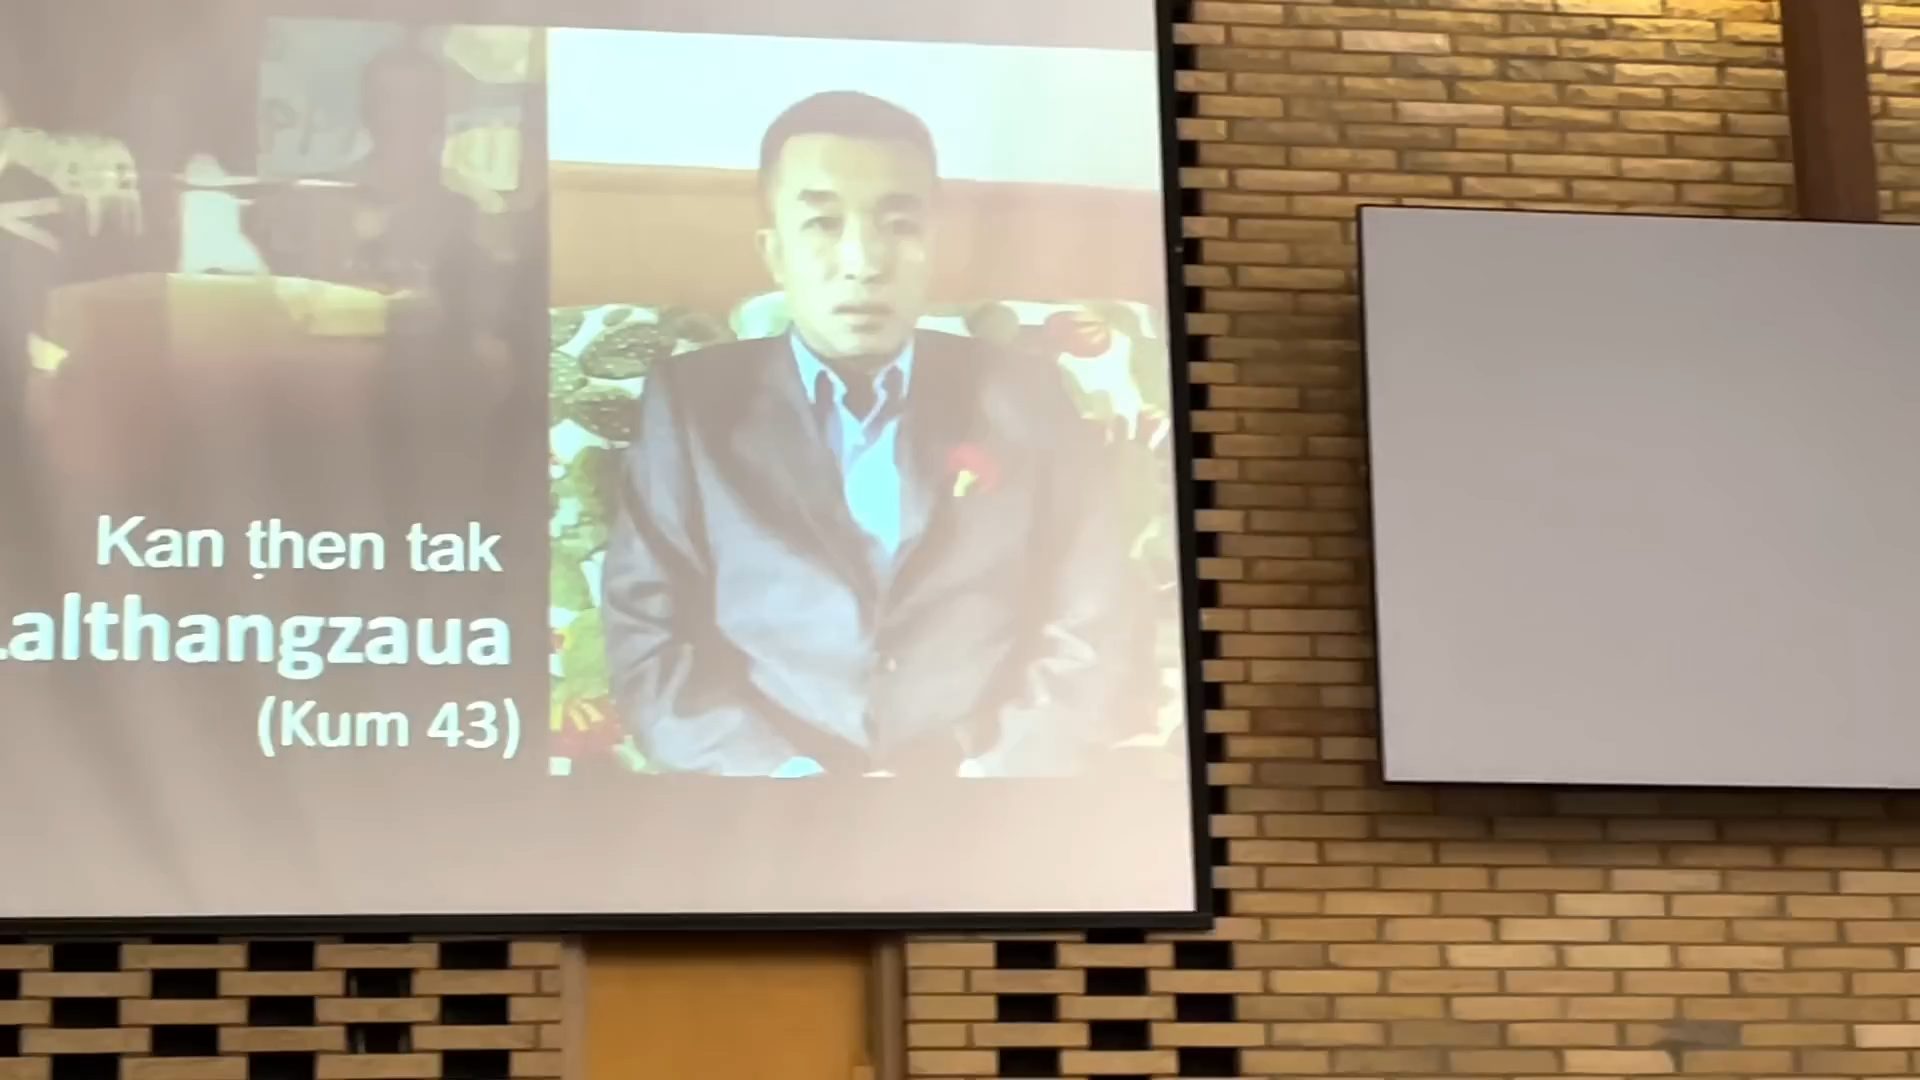 Kan ṭhen tak
.althangzaua
(Kum 43)